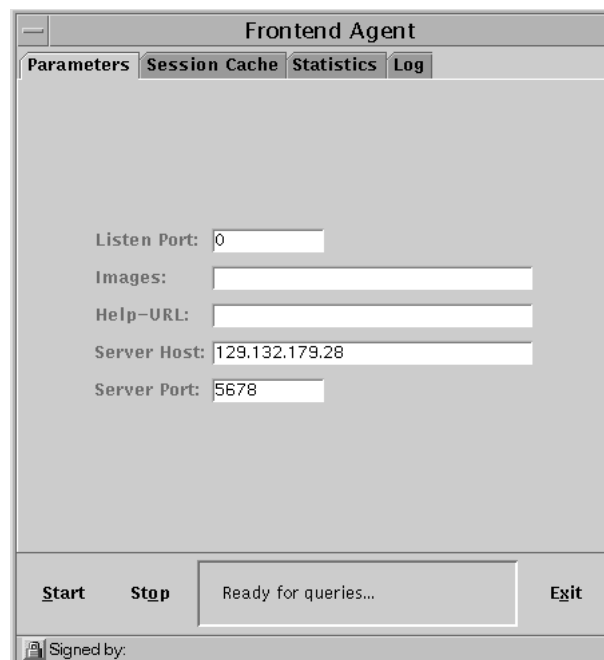 Frontend Agent
Parameters Session Cache Statistics Log
Listen Port: 0
Images:
Help-URL:
Server Host: 129.132.179.28
Server Port: 5678
Start Stop Ready for queries... Exit
Signed by: